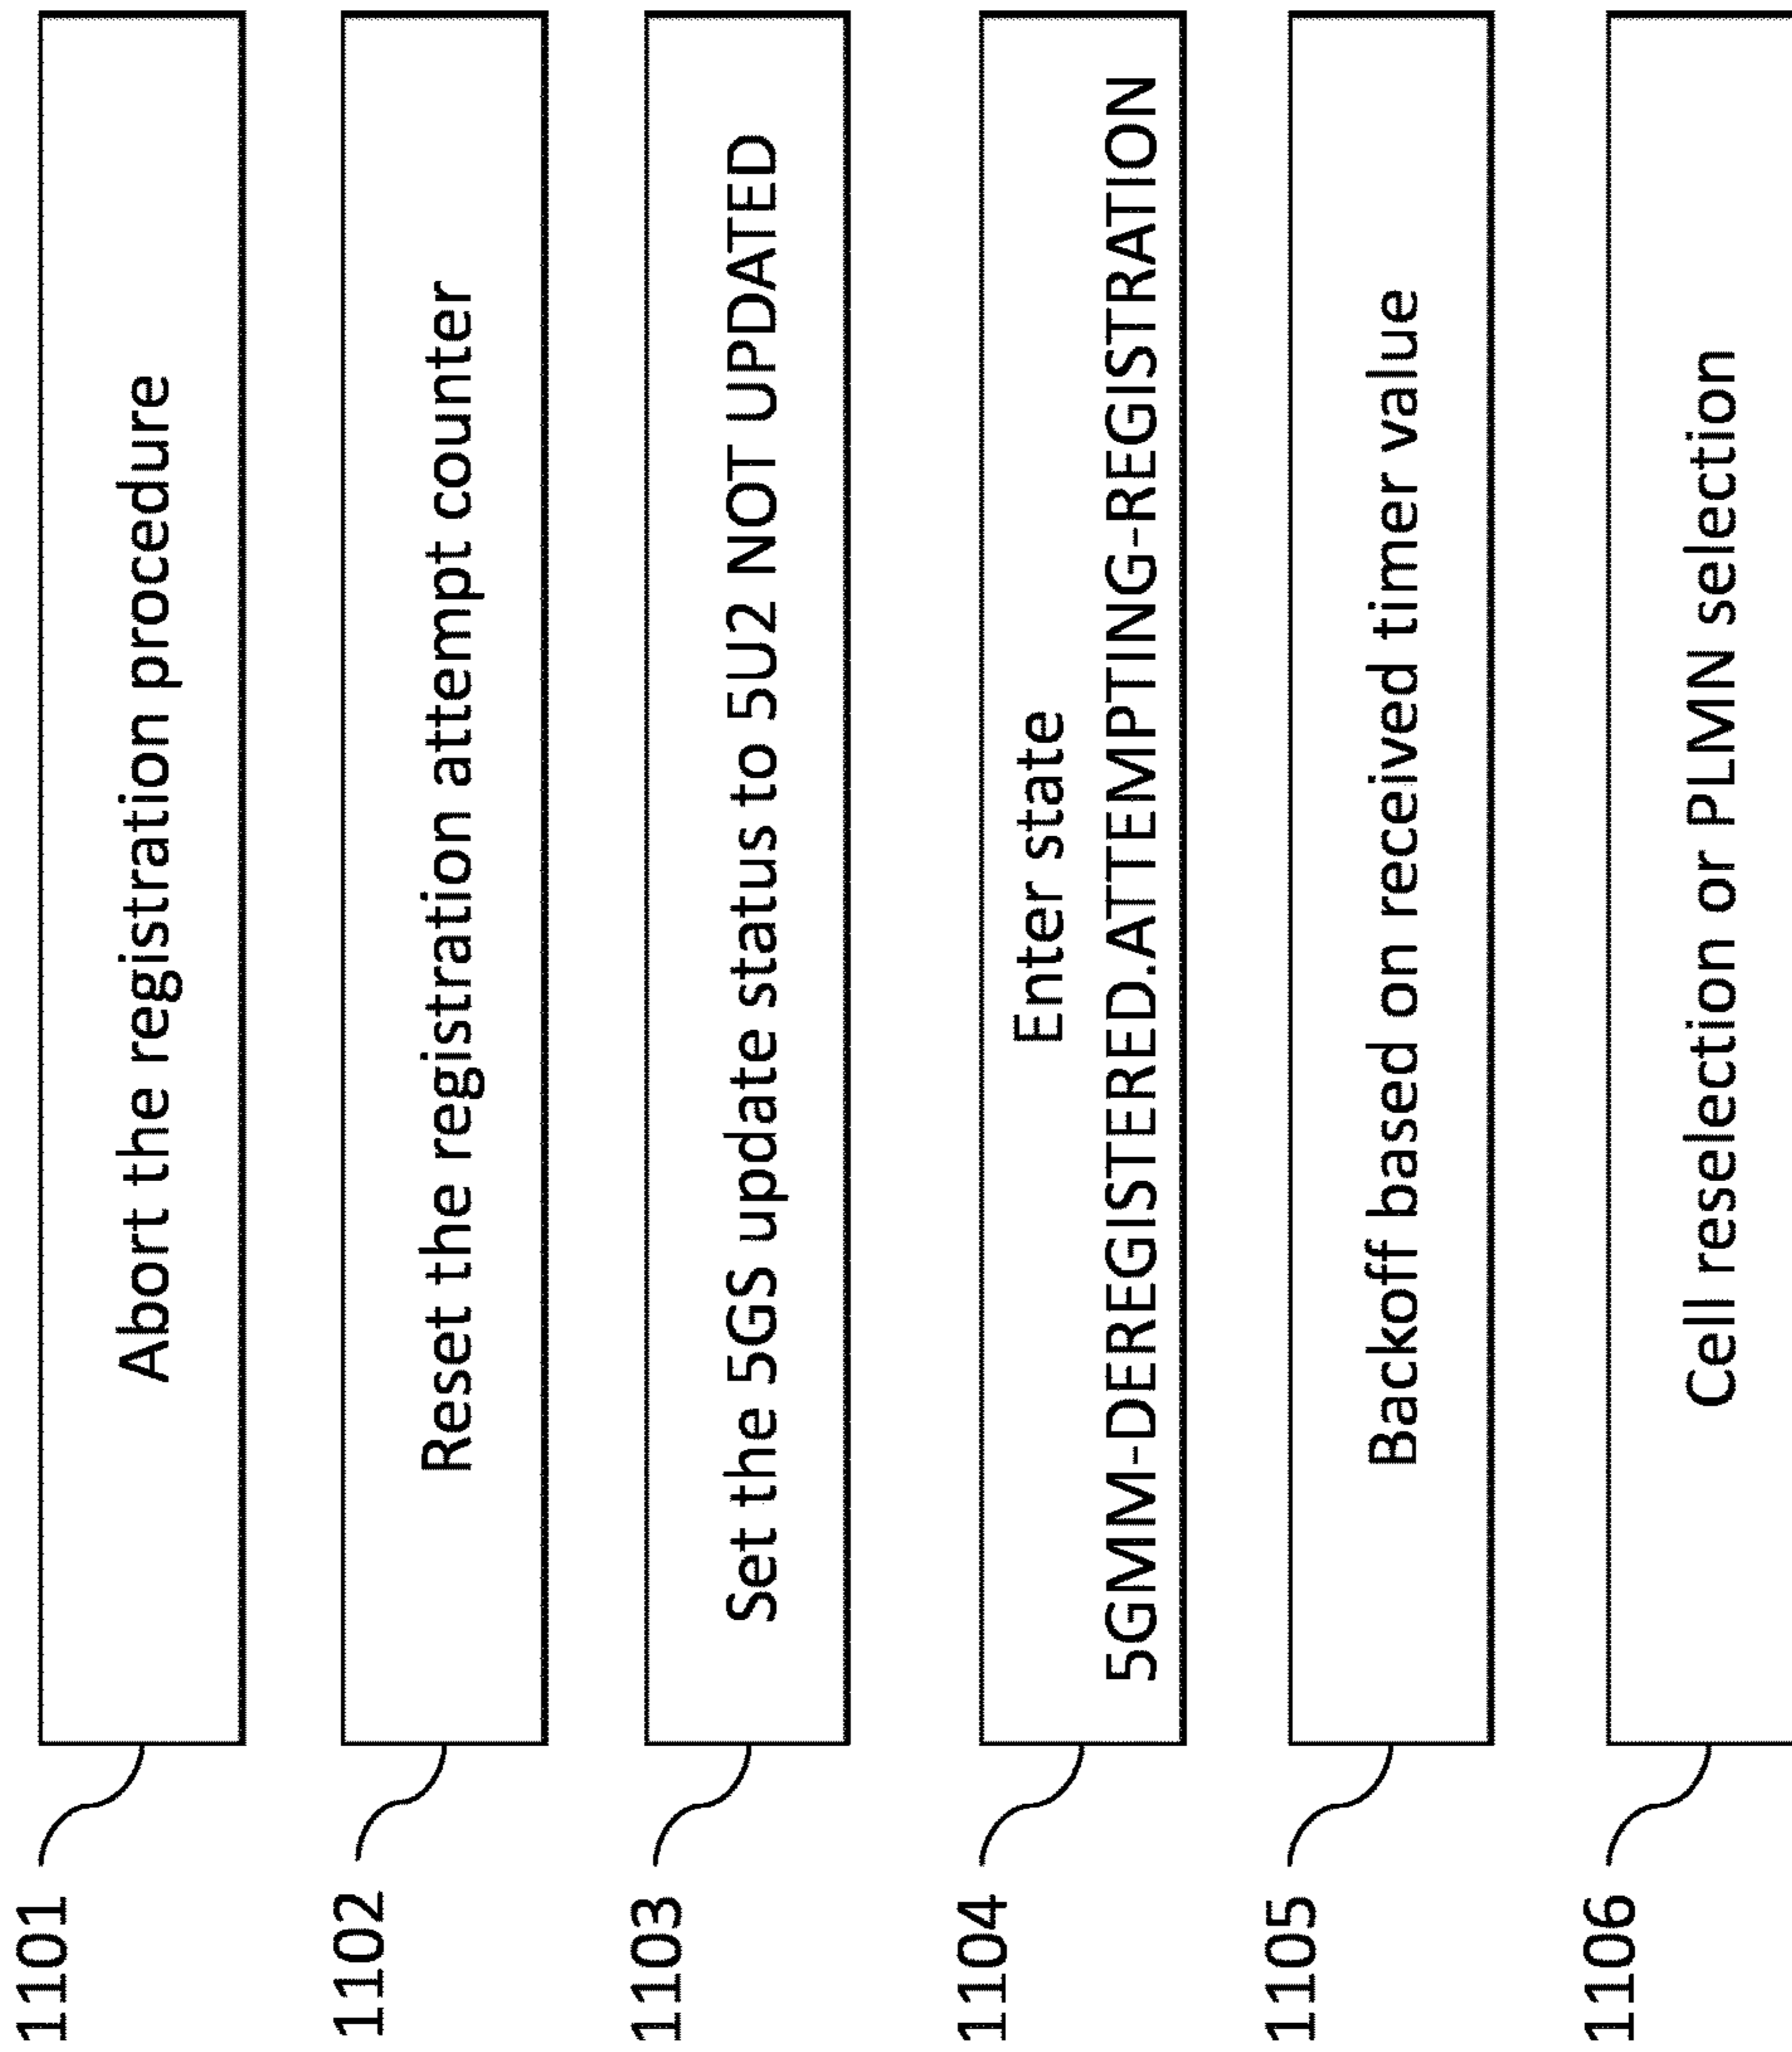 1101
Abort the registration procedure
1102
Reset the registration attempt counter
1103
Set the 5GS update status to 5U2 NOT UPDATED
1104
Enter state
5GMM-DEREGISTERED.ATTEMPTING-REGISTRATION
1105
Backoff based on received timer value
1106
Cell reselection or PLMN selection